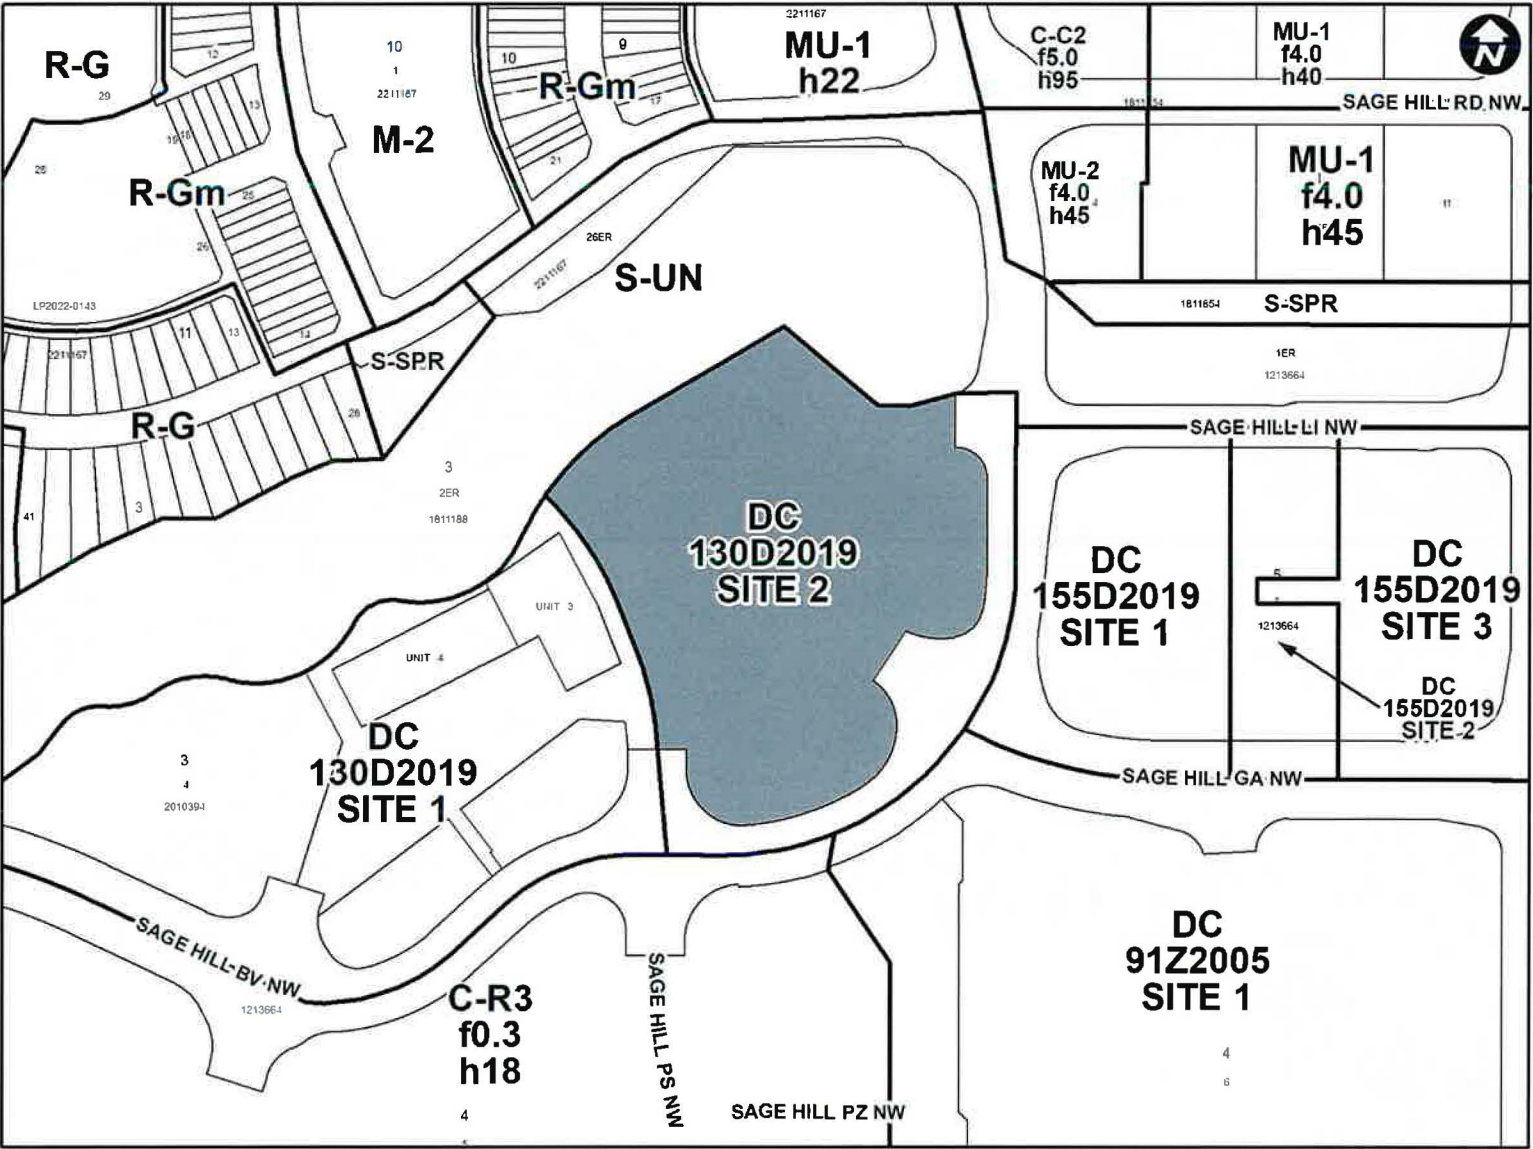 2211167
MU-1
h22
C-C2
f5.0
h95
MU-1
f4.0
h40
N
R-G
29
12
10
1
2211167
M-2
10
9
R-Gm
17
21
13
SAGE HILL RD NW
28
R-Gm
25
26
14
LP2022-0143
26ER
2211167
S-UN
MU-2
f4.0
h45
4
MU-1
f4.0
h45
11
1811654
S-SPR
1ER
1213664
2211167
11
13
S-SPR
R-G
28
41
3
3
2ER
1811188
SAGE HILL LI NW
DC
130D2019
SITE 2
DC
155D2019
SITE 1
5
1213664
DC
155D2019
SITE 3
DC
155D2019
SITE 2
UNIT 3
UNIT 4
DC
130D2019
SITE 1
3
4
2010394
SAGE HILL GA NW
SAGE HILL BV NW
1213664
C-R3
f0.3
h18
4
5
SAGE HILL PS NW
SAGE HILL PZ NW
DC
91Z2005
SITE 1
4
6